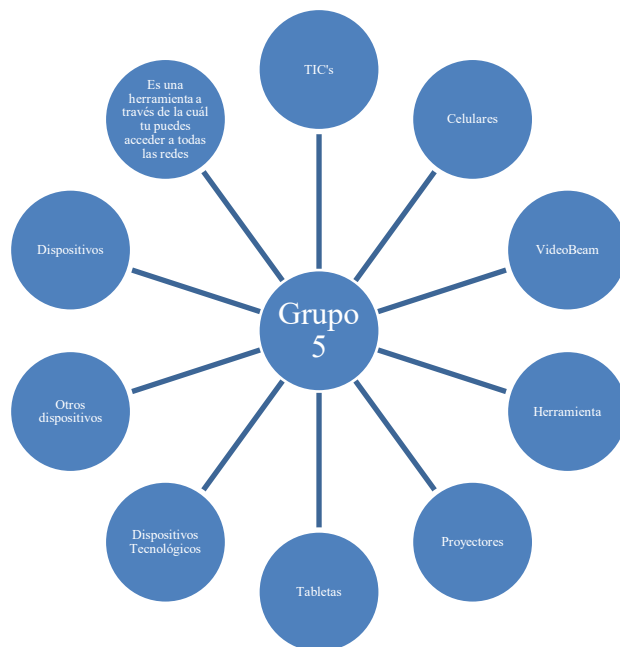 TIC's
Es una
herramienta a
través de la cuál
tu puedes
acceder a todas
las redes
Celulares
Dispositivos
VideoBeam
Grupo
5
Otros
dispositivos
Herramienta
Dispositivos
Tecnológicos
Proyectores
Tabletas